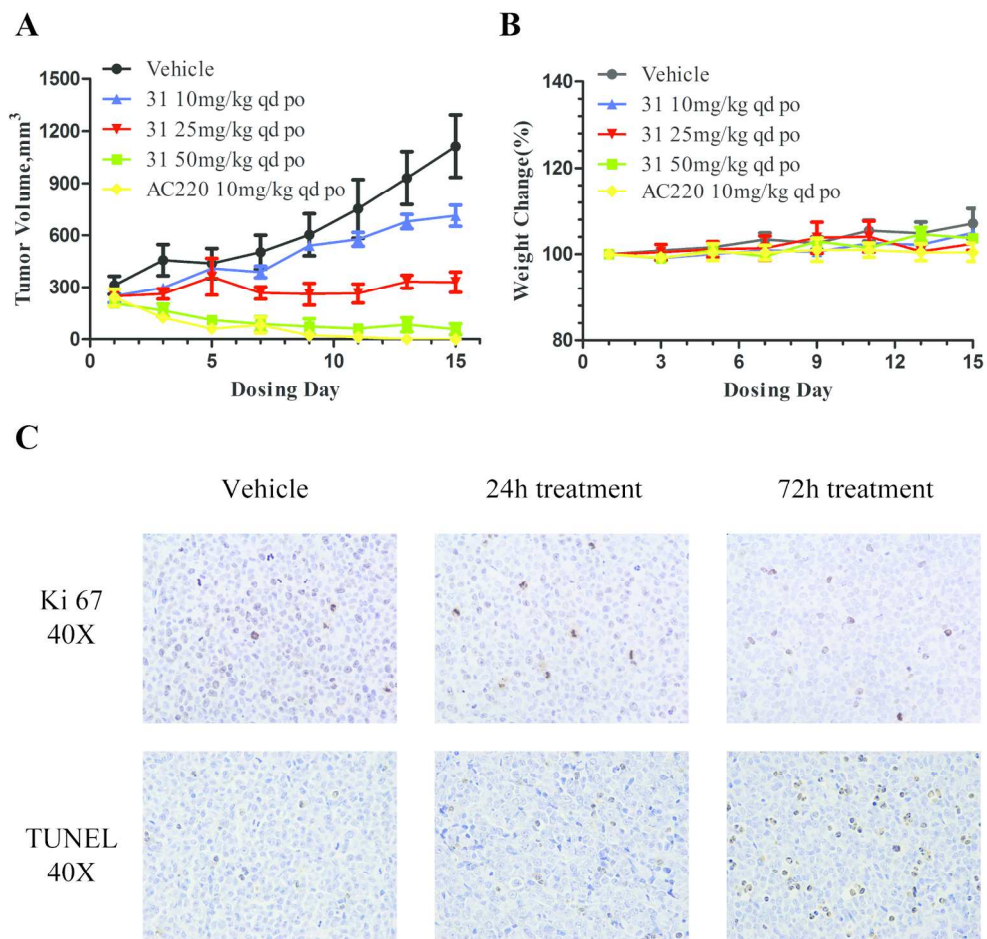 A
Vehicle
31 10mg/kg qd po
31 25mg/kg qd po
31 50mg/kg qd po
AC220 10mg/kg qd po
Tumor Volume,mm³
1500
1200
900
600
300
0
0
5
10
15
Dosing Day
B
Vehicle
31 10mg/kg qd po
31 25mg/kg qd po
31 50mg/kg qd po
AC220 10mg/kg qd po
Weight Change(%)
140
120
100
80
0
3
6
9
12
15
Dosing Day
C
Vehicle
24h treatment
72h treatment
Ki 67
40X
TUNEL
40X